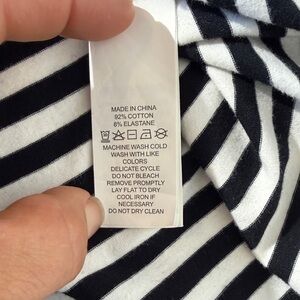 MADE IN CHINA
92% COTTON
8% ELASTANE
MACHINE WASH COLD
WASH WITH LIKE
COLORS
DELICATE CYCLE
DO NOT BLEACH
REMOVE PROMPTLY
LAY FLAT TO DRY
COOL IRON IF
NECESSARY
DO NOT DRY CLEAN